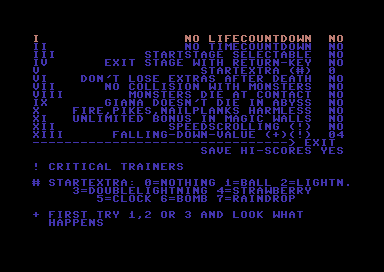 I NO LIFECOUNTDOWN NO
II NO TIMECOUNTDOWN NO
III STARTSTAGE SELECTABLE NO
IV EXIT STAGE WITH RETURN-KEY NO
V STARTEXTRA (#) 0
VI DON'T LOSE EXTRAS AFTER DEATH NO
VII NO COLLISION WITH MONSTERS NO
VIII MONSTERS DIE AT CONTACT NO
IX GIANA DOESN'T DIE IN ABYSS NO
X FIRE,PIKES,NAILPLANKS HARMLESS NO
XI UNLIMITED BONUS IN MAGIC WALLS NO
XII SPEEDSCROLLING <!> NO
XIII FALLING-DOWN-VALUE (+)(!) 04
--------------------------------> EXIT
SAVE HI-SCORES YES
! CRITICAL TRAINERS
# STARTEXTRA: 0=NOTHING 1=BALL 2=LIGHTN.
3=DOUBLELIGHTNING 4=STRAWBERRY
5=CLOCK 6=BOMB 7=RAINDROP
+ FIRST TRY 1,2 OR 3 AND LOOK WHAT
HAPPENS